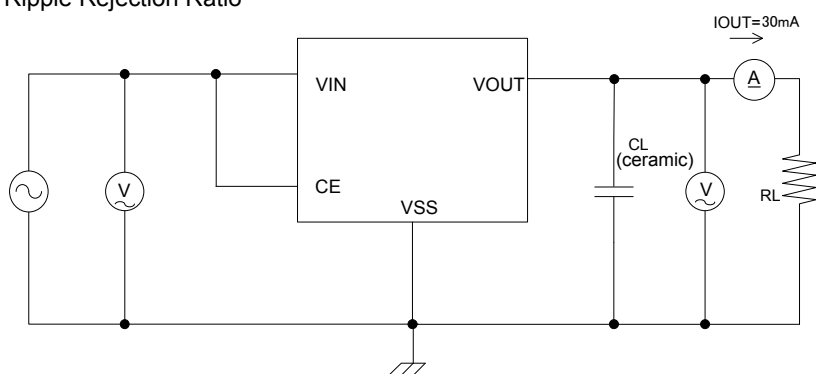 Ripple Rejection Ratio
IOUT=30mA
VIN
VOUT
A
CL
(ceramic)
V
CE
V
RL
VSS